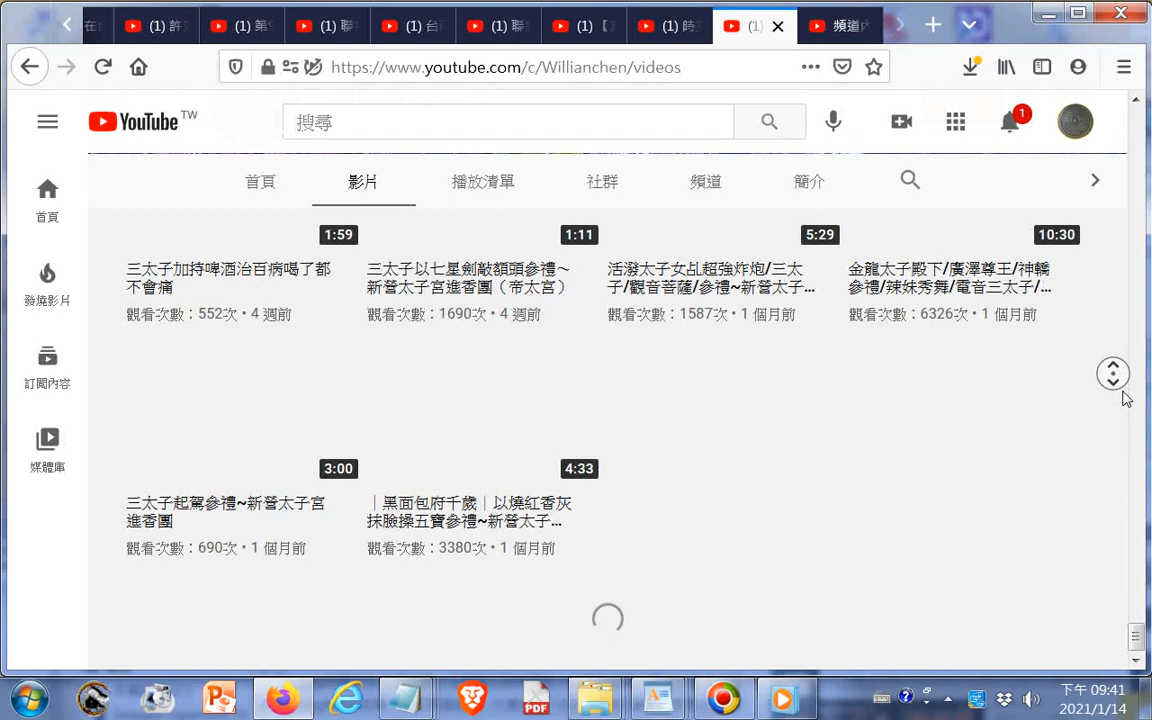 (1) 許
(1) 第9
(1) 聯
(1) 台
(1) 聯
(1)【
(1) 時
(1)
頻道內
https://www.youtube.com/c/Willianchen/videos
YouTube TW
搜尋
1
首頁
影片
播放清單
社群
頻道
簡介
首頁
發燒影片
訂閱內容
媒體庫
1:59
三太子加持啤酒治百病喝了都
不會痛
觀看次數：552次 • 4 週前
1:11
三太子以七星劍敲額頭參禮~
新營太子宮進香團（帝太宮）
觀看次數：1690次 • 4 週前
5:29
活潑太子女乩超強炸炮/三太
子/觀音菩薩/參禮~新營太子...
觀看次數：1587次 • 1 個月前
10:30
金龍太子殿下/廣澤尊王/神轎
參禮/辣妹秀舞/電音三太子/...
觀看次數：6326次 • 1 個月前
3:00
三太子起駕參禮~新營太子宮
進香團
觀看次數：690次 • 1 個月前
4:33
｜黑面包府千歲｜以燒紅香灰
抹臉操五寶參禮~新營太子...
觀看次數：3380次 • 1 個月前
PDF
下午 09:41
2021/1/14